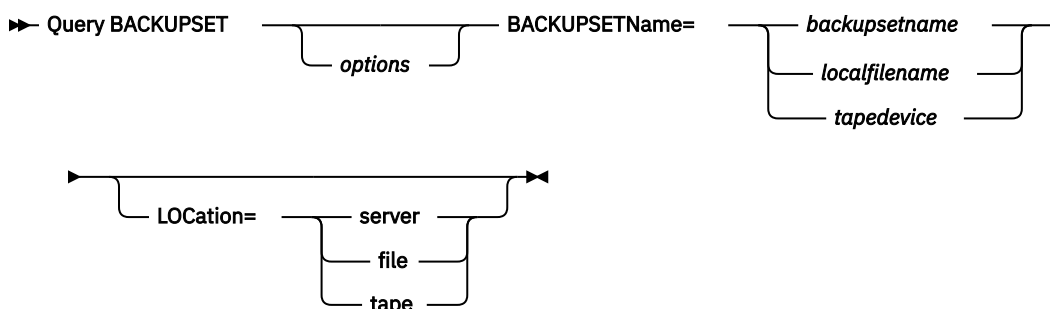 Query BACKUPSET options BACKUPSETName= backupsetname
localfilename
tapedevice
LOCation= server
file
tape